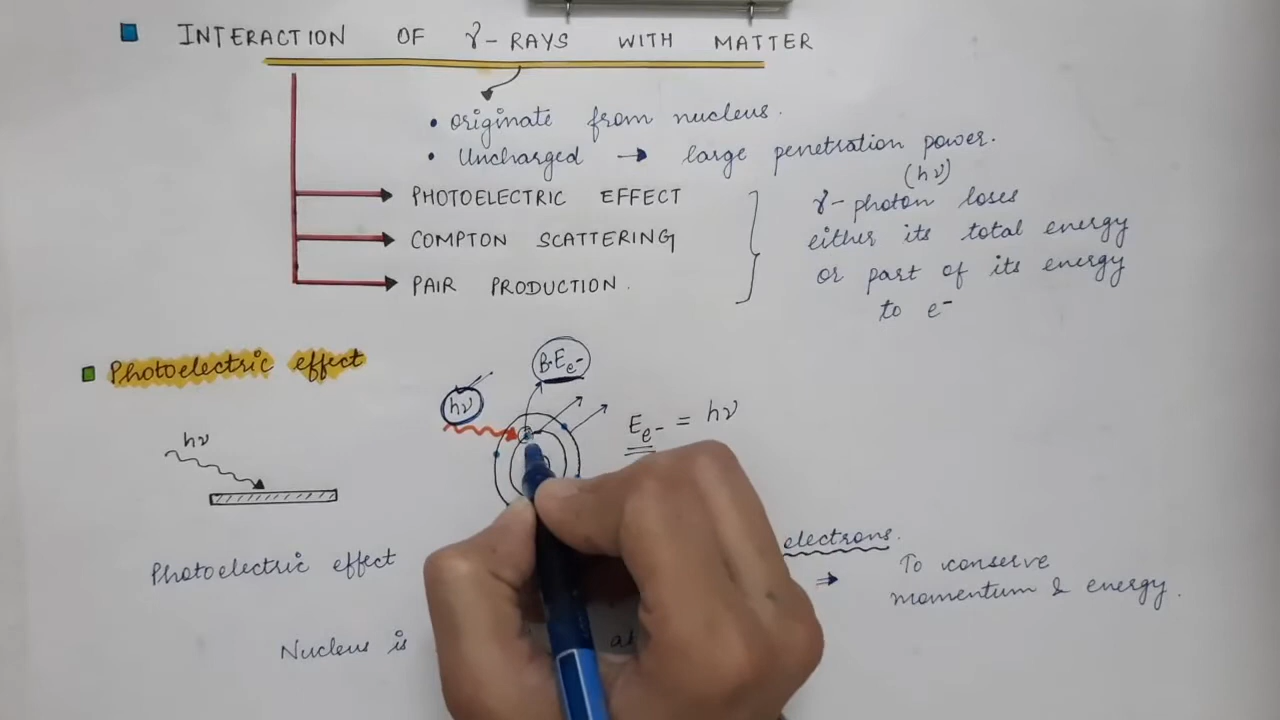 INTERACTION OF γ-RAYS WITH MATTER
• originate from nucleus.
• Uncharged → large penetration power.
(hν)
PHOTOELECTRIC EFFECT
COMPTON SCATTERING
PAIR PRODUCTION.
γ-photon loses
either its total energy
or part of its energy
to e⁻
Photoelectric effect
hν
hν
B.E e⁻
E e⁻ = hν
Photoelectric effect
electrons.
⇒ To conserve
momentum & energy.
Nucleus is